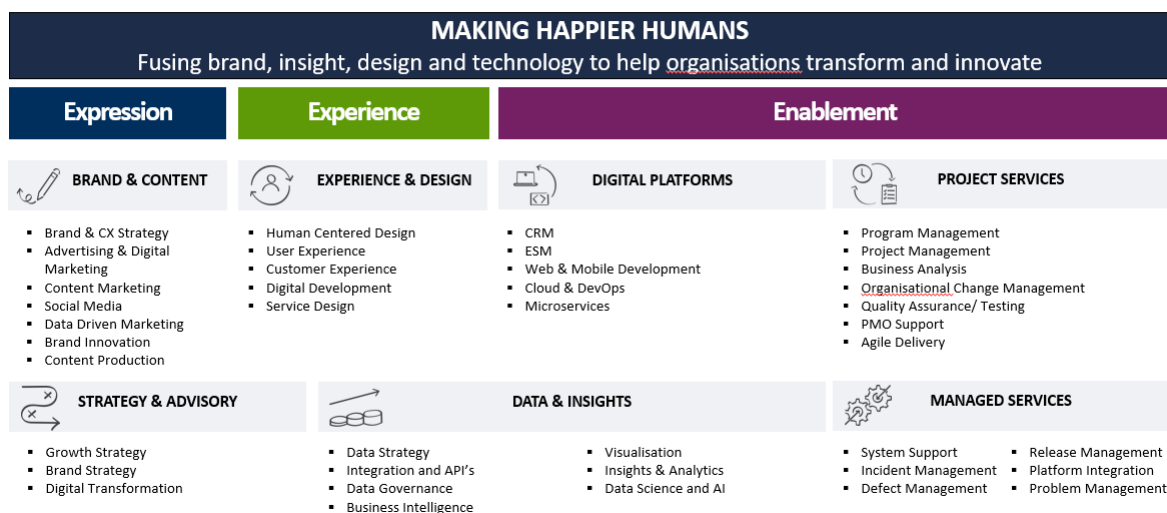 MAKING HAPPIER HUMANS
Fusing brand, insight, design and technology to help organisations transform and innovate
Expression
Experience
Enablement
BRAND & CONTENT
Brand & CX Strategy
Advertising & Digital
Marketing
Content Marketing
Social Media
Data Driven Marketing
Brand Innovation
Content Production
EXPERIENCE & DESIGN
Human Centered Design
User Experience
Customer Experience
Digital Development
Service Design
DIGITAL PLATFORMS
CRM
ESM
Web & Mobile Development
Cloud & DevOps
Microservices
PROJECT SERVICES
Program Management
Project Management
Business Analysis
Organisational Change Management
Quality Assurance/ Testing
PMO Support
Agile Delivery
STRATEGY & ADVISORY
Growth Strategy
Brand Strategy
Digital Transformation
DATA & INSIGHTS
Data Strategy
Integration and API's
Data Governance
Business Intelligence
Visualisation
Insights & Analytics
Data Science and AI
MANAGED SERVICES
System Support
Incident Management
Defect Management
Release Management
Platform Integration
Problem Management